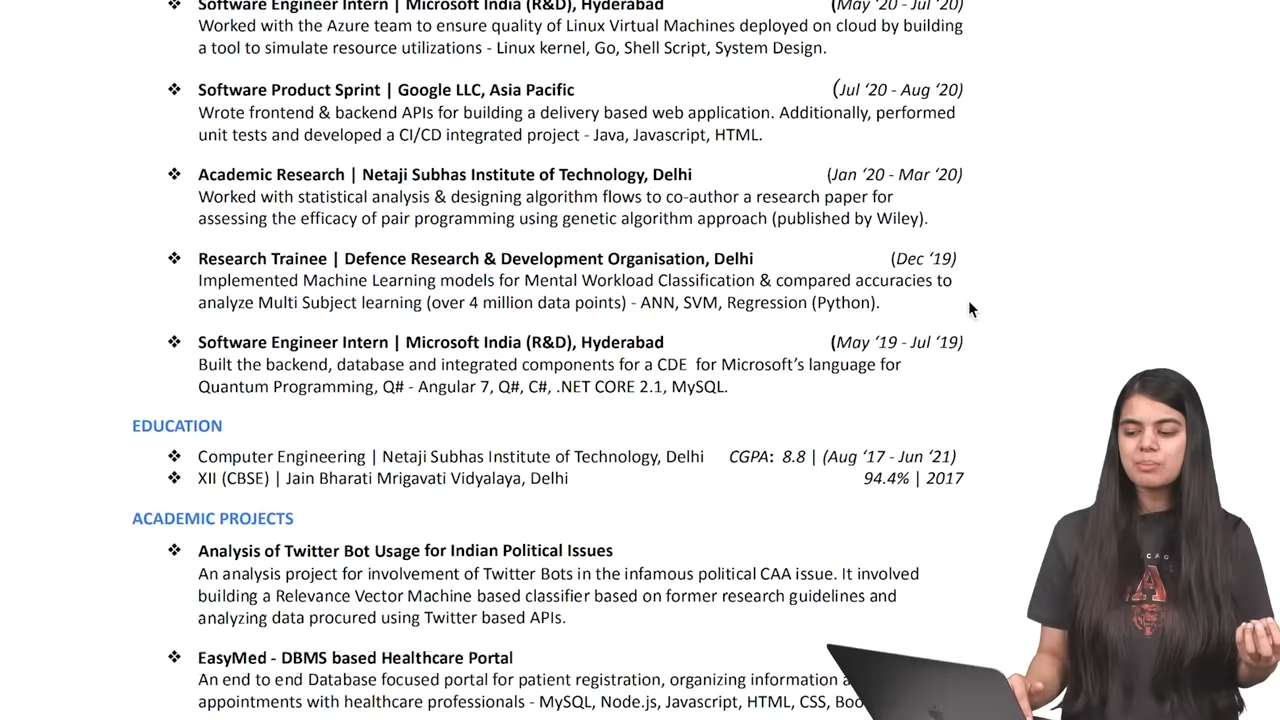 Software Engineer Intern | Microsoft India (R&D), Hyderabad (May ‘20 - Jul ‘20)
Worked with the Azure team to ensure quality of Linux Virtual Machines deployed on cloud by building
a tool to simulate resource utilizations - Linux kernel, Go, Shell Script, System Design.
❖ Software Product Sprint | Google LLC, Asia Pacific (Jul ‘20 - Aug ‘20)
Wrote frontend & backend APIs for building a delivery based web application. Additionally, performed
unit tests and developed a CI/CD integrated project - Java, Javascript, HTML.
❖ Academic Research | Netaji Subhas Institute of Technology, Delhi (Jan ‘20 - Mar ‘20)
Worked with statistical analysis & designing algorithm flows to co-author a research paper for
assessing the efficacy of pair programming using genetic algorithm approach (published by Wiley).
❖ Research Trainee | Defence Research & Development Organisation, Delhi (Dec ‘19)
Implemented Machine Learning models for Mental Workload Classification & compared accuracies to
analyze Multi Subject learning (over 4 million data points) - ANN, SVM, Regression (Python).
❖ Software Engineer Intern | Microsoft India (R&D), Hyderabad (May ‘19 - Jul ‘19)
Built the backend, database and integrated components for a CDE for Microsoft’s language for
Quantum Programming, Q# - Angular 7, Q#, C#, .NET CORE 2.1, MySQL.
EDUCATION
❖ Computer Engineering | Netaji Subhas Institute of Technology, Delhi CGPA: 8.8 | (Aug ‘17 - Jun ‘21)
❖ XII (CBSE) | Jain Bharati Mrigavati Vidyalaya, Delhi 94.4% | 2017
ACADEMIC PROJECTS
❖ Analysis of Twitter Bot Usage for Indian Political Issues
An analysis project for involvement of Twitter Bots in the infamous political CAA issue. It involved
building a Relevance Vector Machine based classifier based on former research guidelines and
analyzing data procured using Twitter based APIs.
❖ EasyMed - DBMS based Healthcare Portal
An end to end Database focused portal for patient registration, organizing information
appointments with healthcare professionals - MySQL, Node.js, Javascript, HTML, CSS,